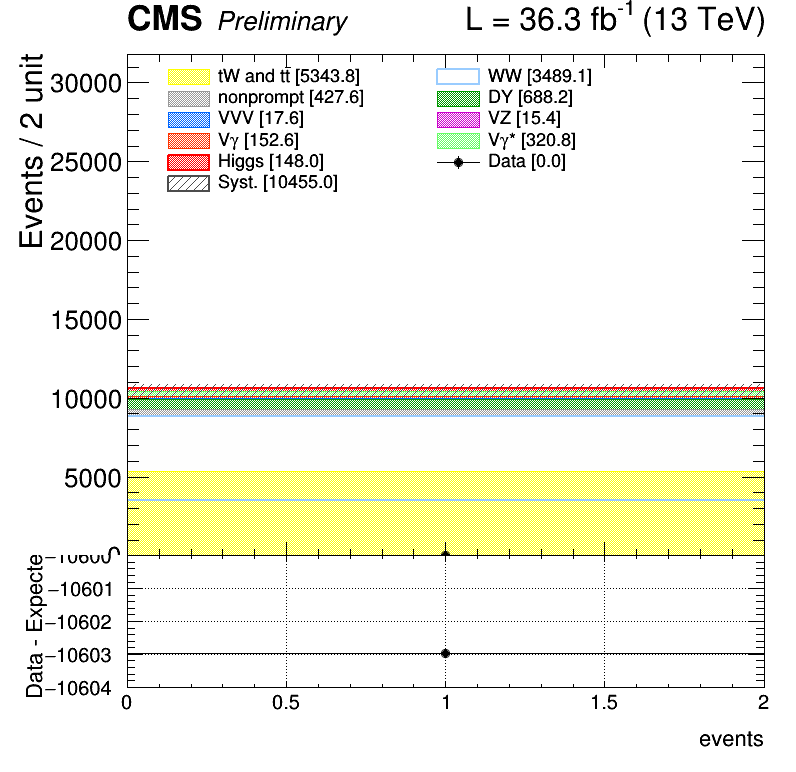 CMS Preliminary L = 36.3 fb⁻¹ (13 TeV)
Events / 2 unit
30000
25000
20000
15000
10000
5000
0
tW and tt̄ [5343.8]
nonprompt [427.6]
VVV [17.6]
Vγ [152.6]
Higgs [148.0]
Syst. [10455.0]
WW [3489.1]
DY [688.2]
VZ [15.4]
Vγ* [320.8]
Data [0.0]
Data - Expecte
−10600
−10601
−10602
−10603
−10604
0 0.5 1 1.5 2
events